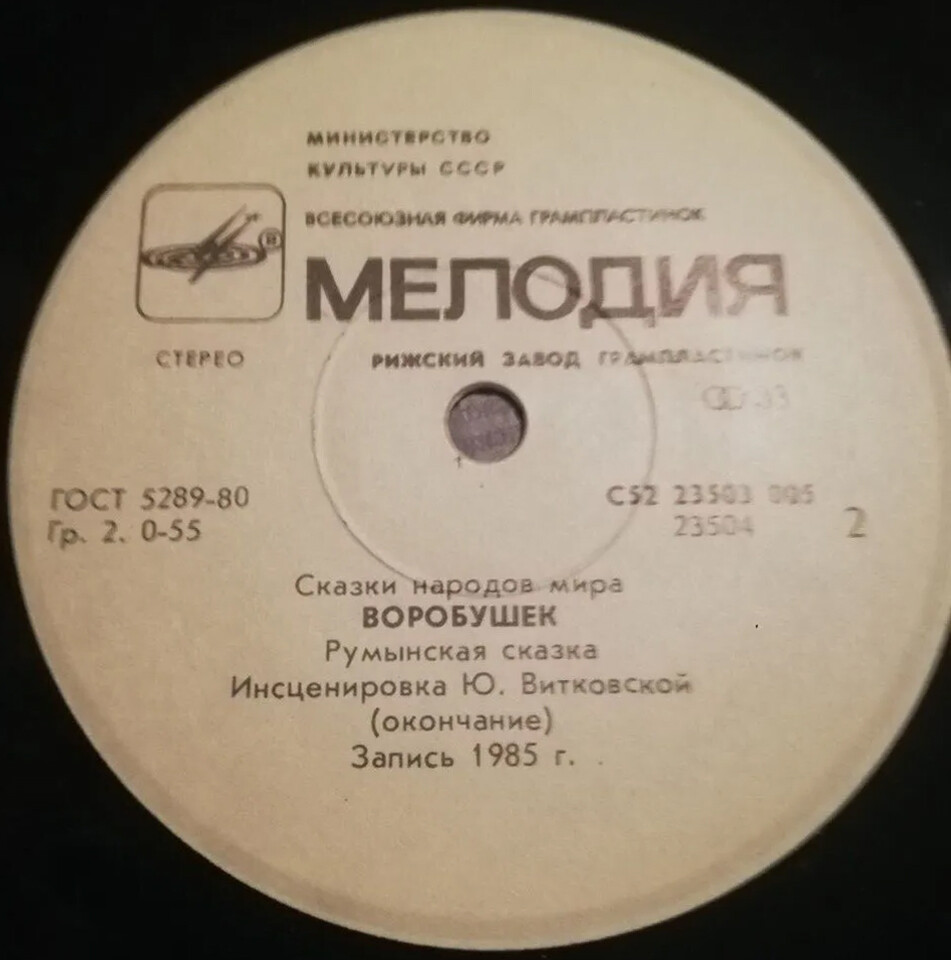 МИНИСТЕРСТВО
КУЛЬТУРЫ СССР
ВСЕСОЮЗНАЯ ФИРМА ГРАМПЛАСТИНОК
МЕЛОДИЯ
СТЕРЕО
РИЖСКИЙ ЗАВОД ГРАМПЛАСТИНОК
ГОСТ 5289-80
Гр. 2. 0-55
С52 23503 005
23504
2
Сказки народов мира
ВОРОБУШЕК
Румынская сказка
Инсценировка Ю. Витковской
(окончание)
Запись 1985 г.